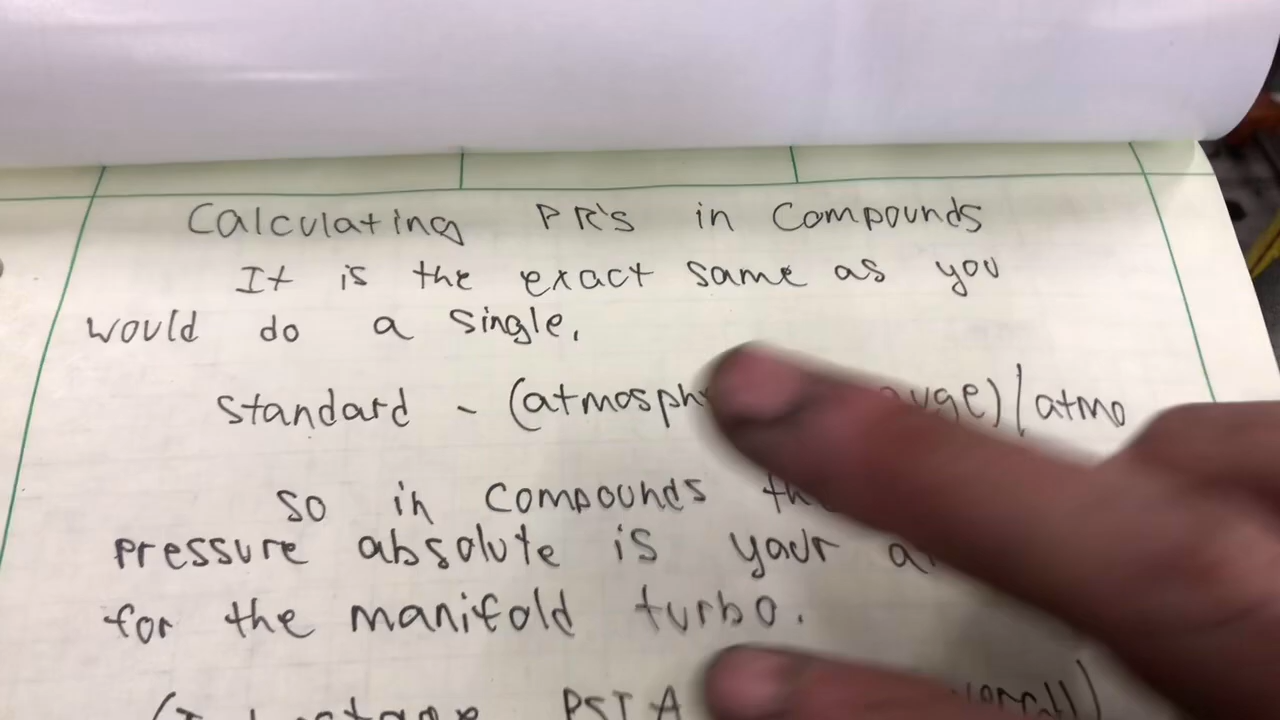 Calculating PR's in Compounds
It is the exact same as you
would do a single.
Standard - (atmosph )/atmo
So in Compounds
pressure absolute is your
for the manifold turbo.
PSIA